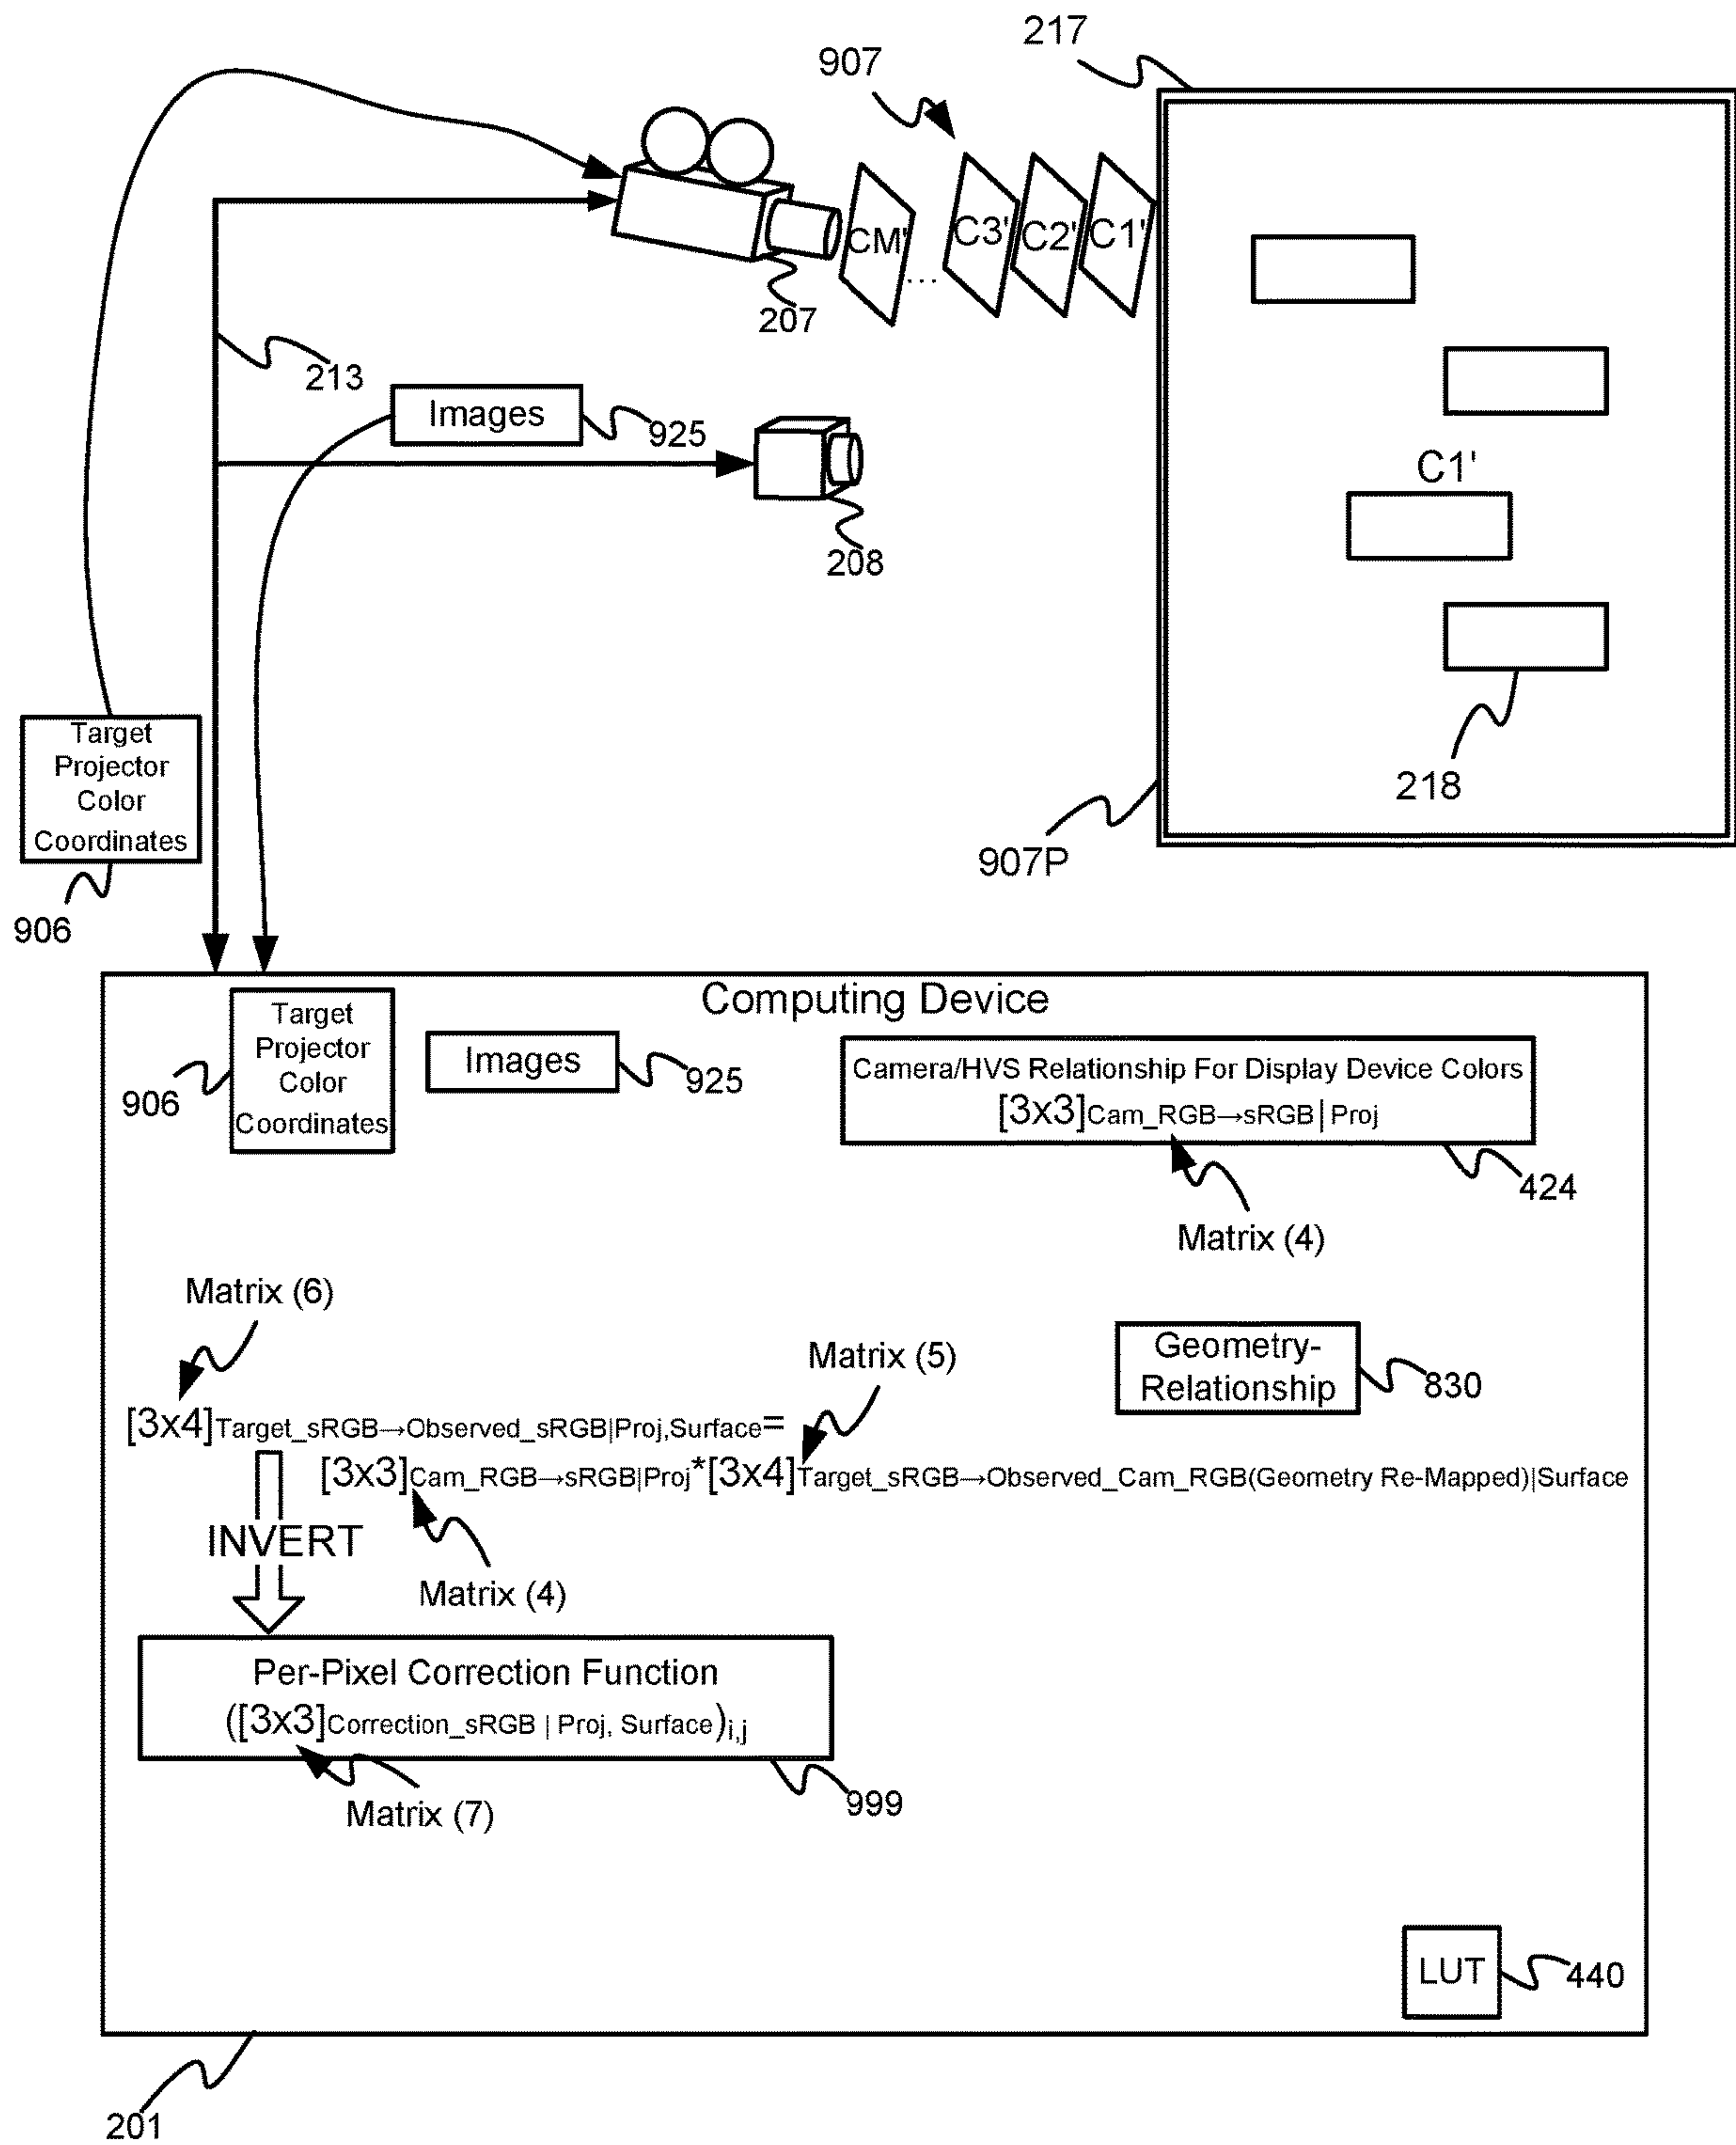 217
907
CM'
...
C3'
C2'
C1'
207
213
Images
925
C1'
208
218
Target
Projector
Color
Coordinates
907P
906
Computing Device
Target
Projector
Color
Coordinates
906
Images
925
Camera/HVS Relationship For Display Device Colors
[3x3]Cam_RGB→sRGB|Proj
424
Matrix (4)
Matrix (6)
Matrix (5)
Geometry-
Relationship
830
[3x4]Target_sRGB→Observed_sRGB|Proj,Surface=
[3x3]Cam_RGB→sRGB|Proj*[3x4]Target_sRGB→Observed_Cam_RGB(Geometry Re-Mapped)|Surface
INVERT
Matrix (4)
Per-Pixel Correction Function
([3x3]Correction_sRGB | Proj, Surface)i,j
999
Matrix (7)
LUT
440
201